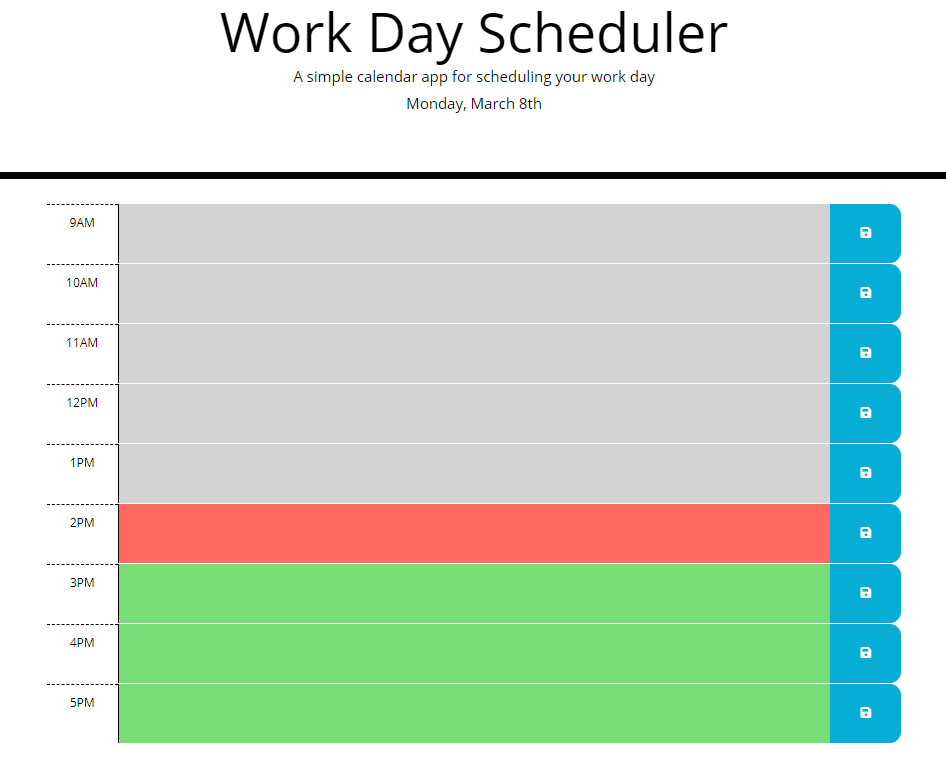 Work Day Scheduler
A simple calendar app for scheduling your work day
Monday, March 8th
9AM
10AM
11AM
12PM
1PM
2PM
3PM
4PM
5PM